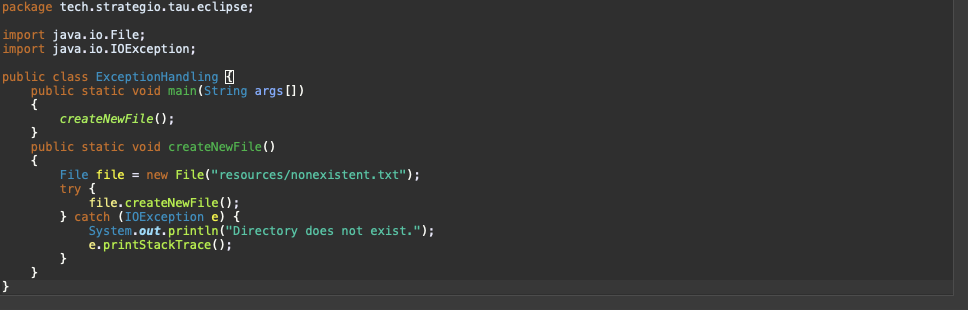 package tech.strategio.tau.eclipse;
import java.io.File;
import java.io.IOException;
public class ExceptionHandling {
    public static void main(String args[])
    {
        createNewFile();
    }
    public static void createNewFile()
    {
        File file = new File("resources/nonexistent.txt");
        try {
            file.createNewFile();
        } catch (IOException e) {
            System.out.println("Directory does not exist.");
            e.printStackTrace();
        }
    }
}